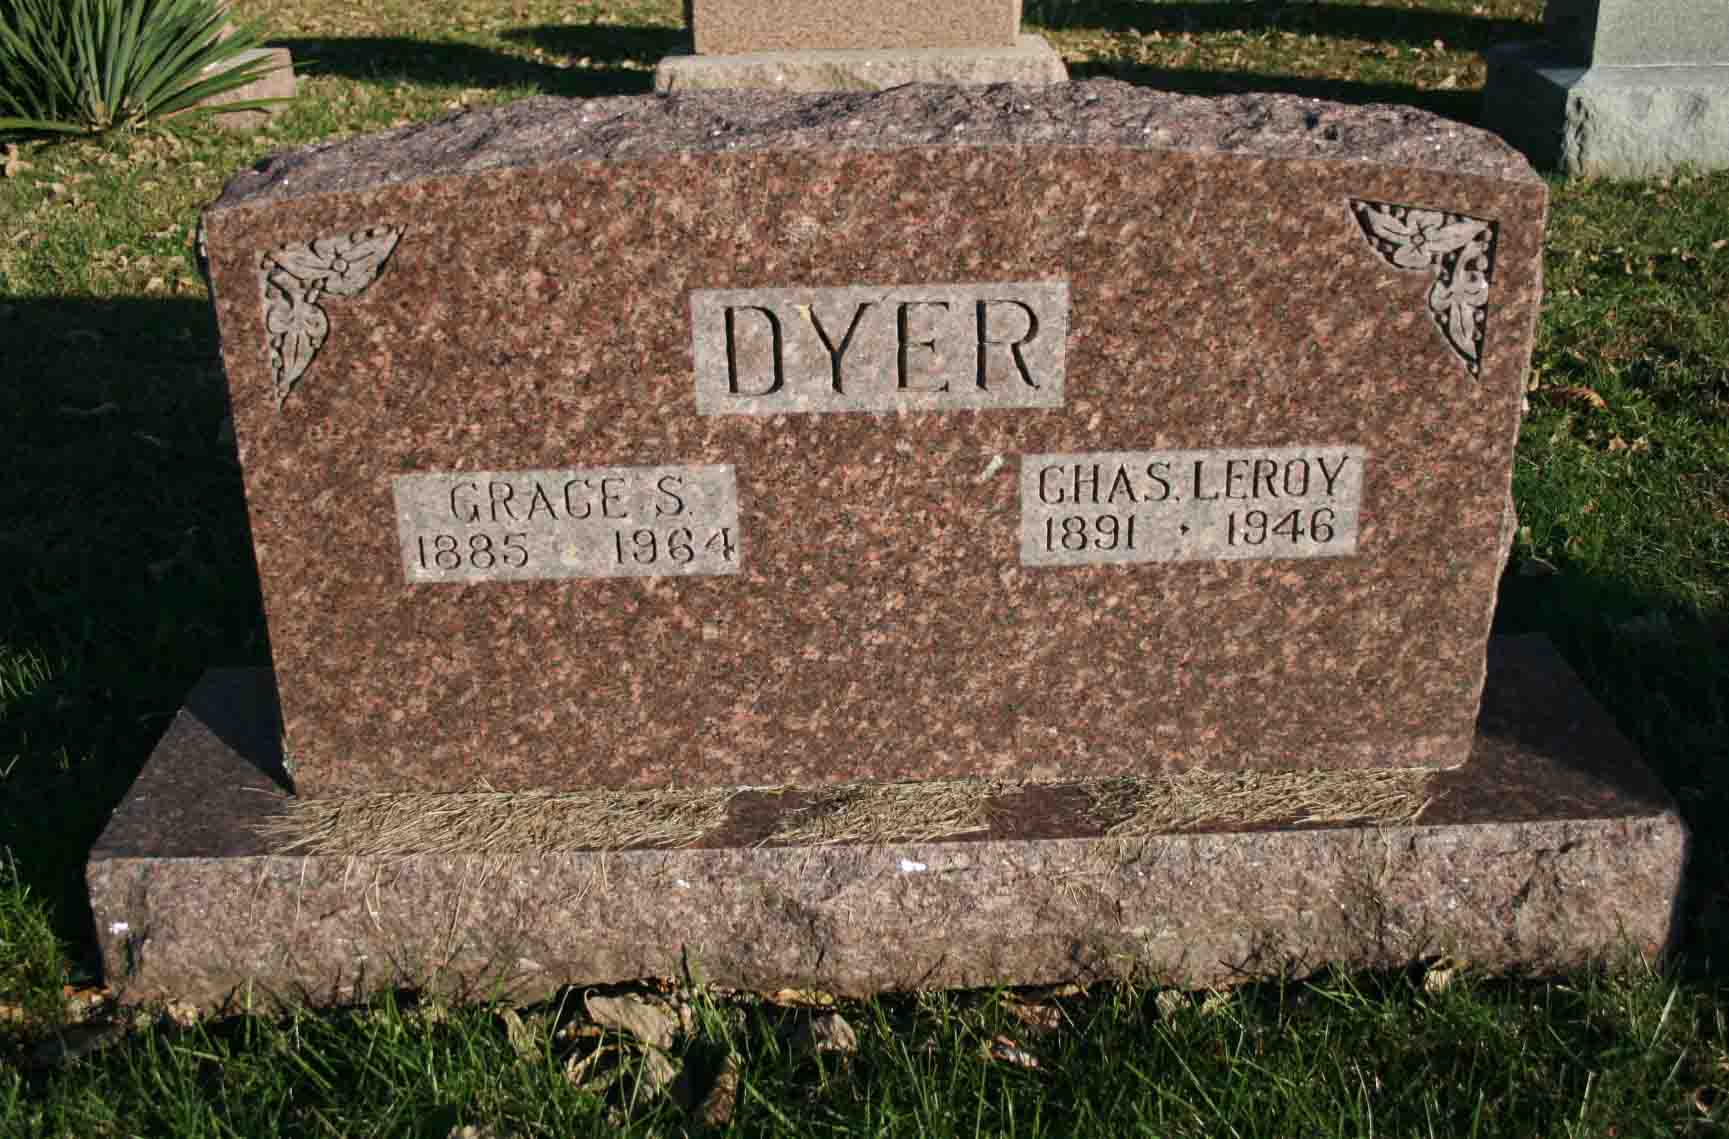 DYER
GRACE S.
1885 · 1964
CHAS. LEROY
1891 · 1946